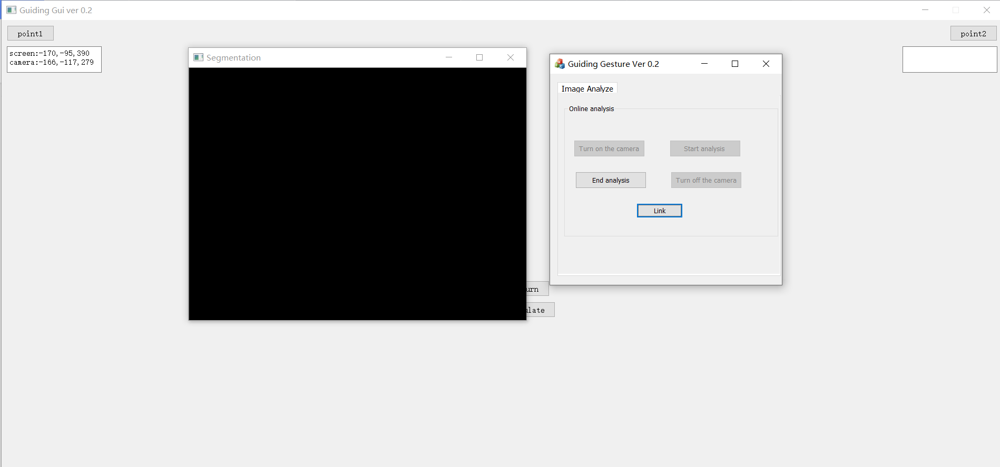 Guiding Gui ver 0.2
point1
point2
screen:-170,-95,390
camera:-166,-117,279
Segmentation
Guiding Gesture Ver 0.2
Image Analyze
Online analysis
Turn on the camera
Start analysis
End analysis
Turn off the camera
Link
urn
ulate